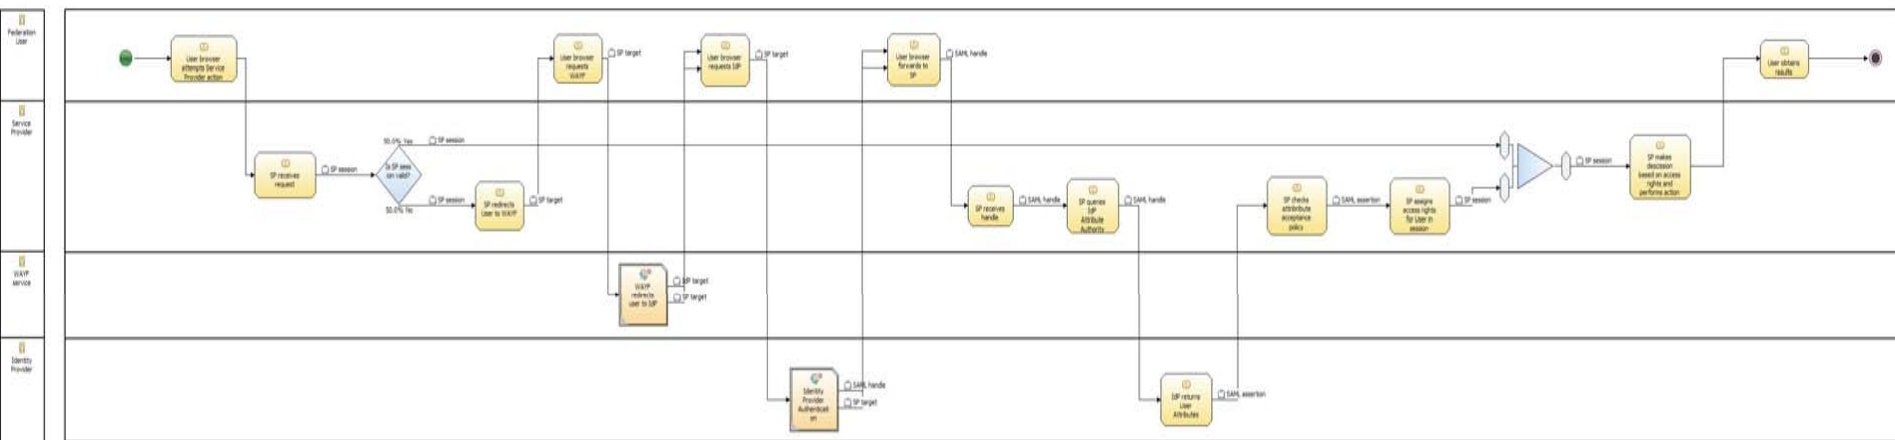 Federation
User
User browser
attempts Service
Provider action
User browser
requests
WAYF
SP target
User browser
requests IdP
SP target
User browser
forwards to
SP
SAML handle
User obtains
results
Service
Provider
SP receives
request
SP session
50.0% Yes
SP session
Is SP sess
ion valid?
50.0% No
SP session
SP redirects
User to WAYF
SP target
SP receives
handle
SAML handle
SP queries
IdP
Attribute
Authority
SAML handle
SP checks
attribute
acceptance
policy
SAML assertion
SP assigns
access rights
for User in
session
SP session
SP session
SP makes
descission
based on access
rights and
performs action
WAYF
service
WAYF
redirects
user to IdP
IdP target
SP target
Identity
Provider
Identity
Provider
Authenticati
on
SAML handle
SP target
IdP returns
User
Attributes
SAML assertion